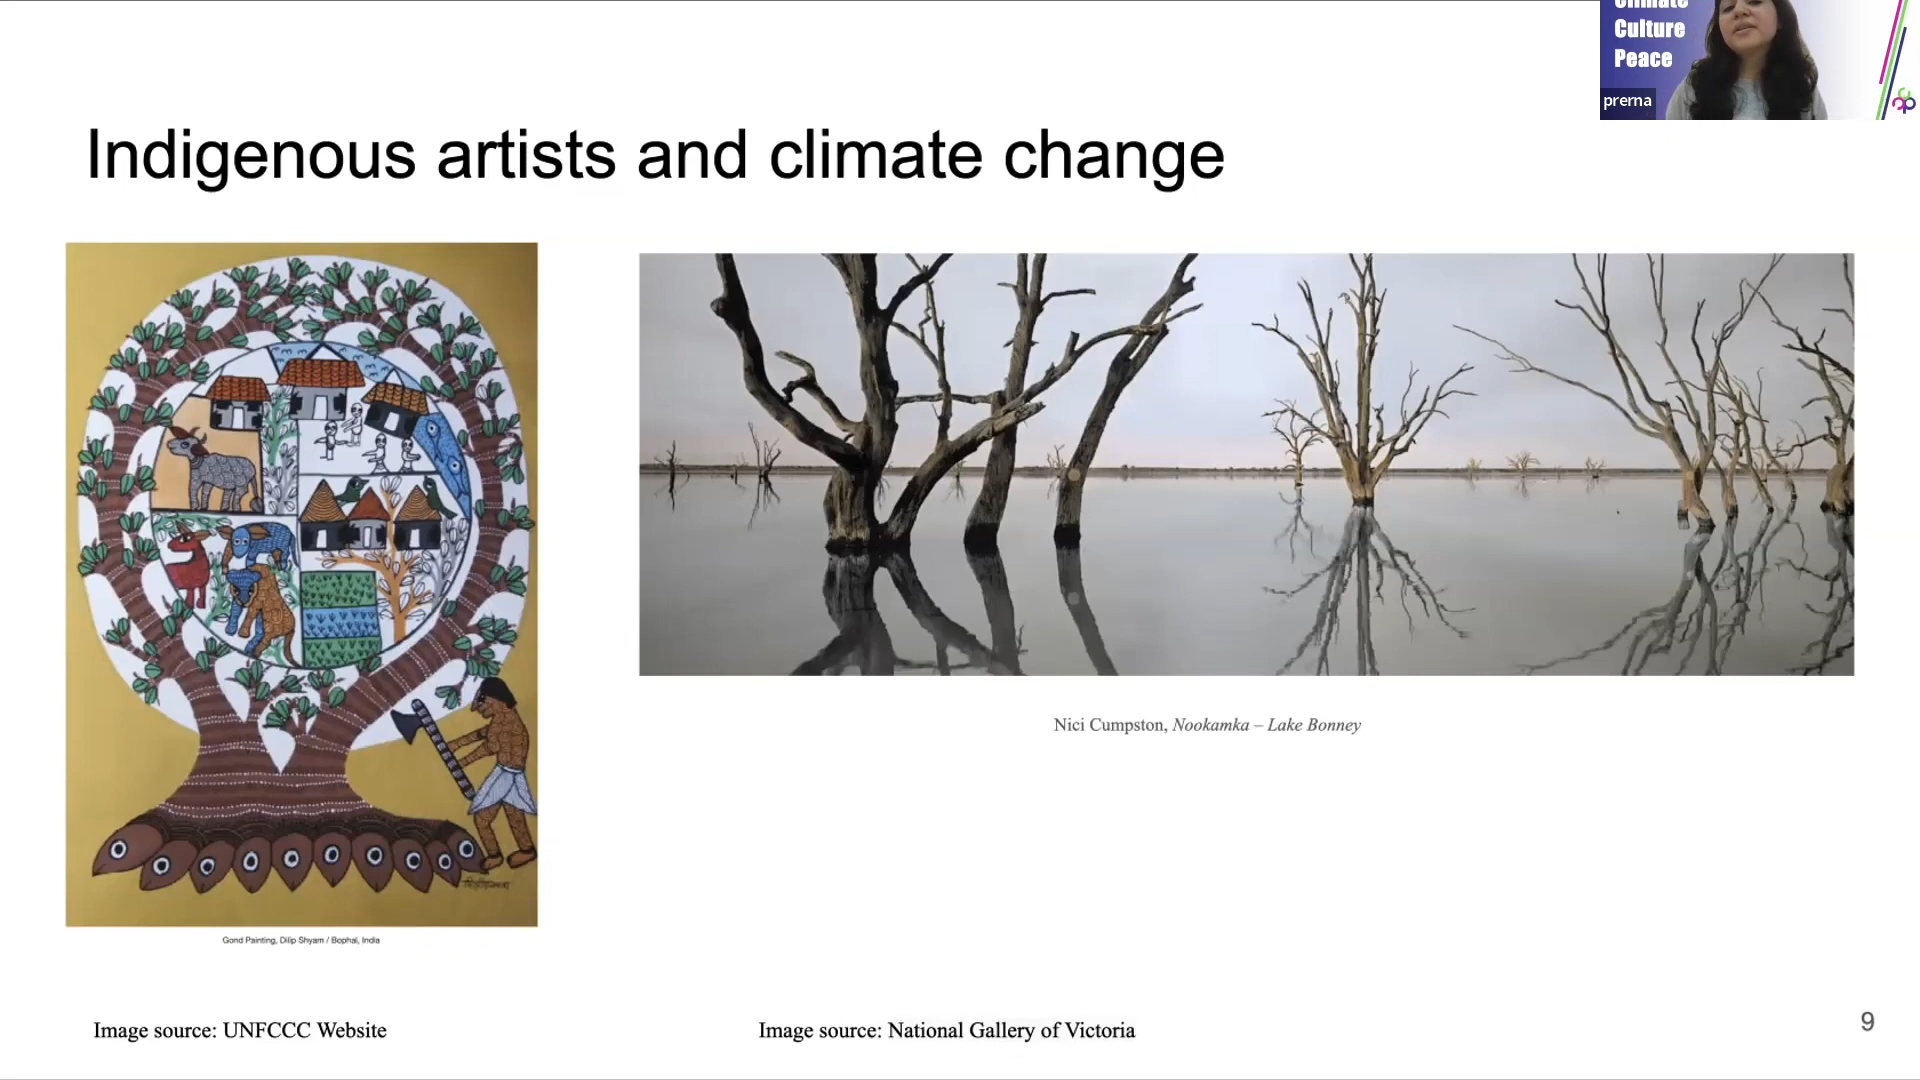 Climate
Culture
Peace
prerna
Indigenous artists and climate change
Nici Cumpston, Nookamka – Lake Bonney
Gond Painting, Dilip Shyam / Bophal, India
Image source: UNFCCC Website
Image source: National Gallery of Victoria
9